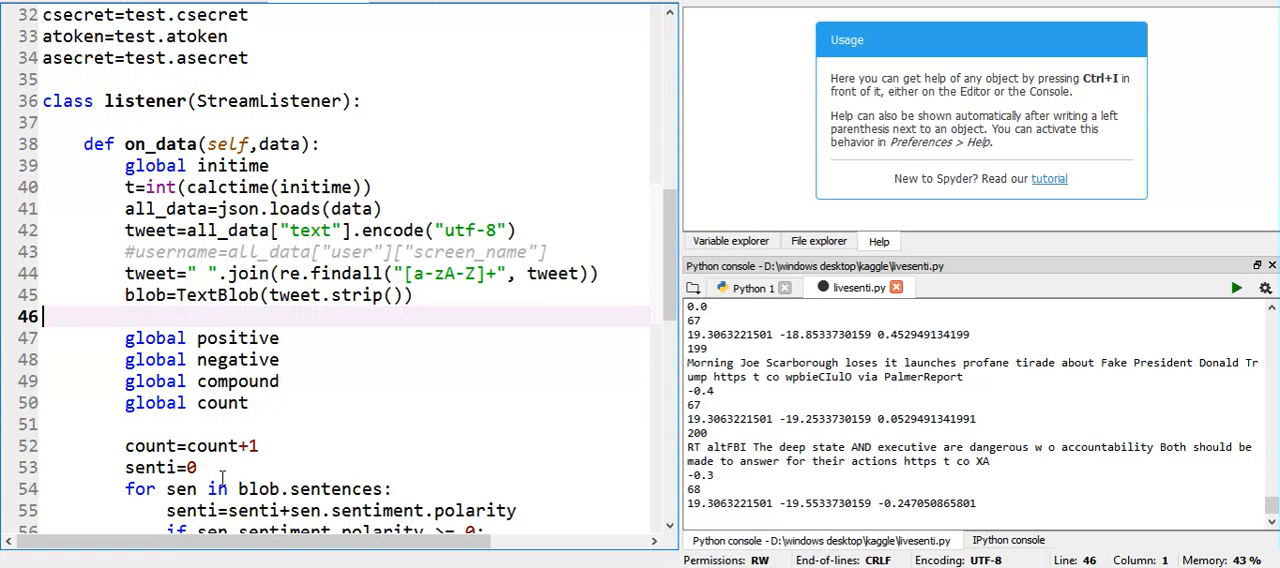 32 csecret=test.csecret
33 atoken=test.atoken
34 asecret=test.asecret
35
36 class listener(StreamListener):
37
38 def on_data(self,data):
39 global initime
40 t=int(calctime(initime))
41 all_data=json.loads(data)
42 tweet=all_data["text"].encode("utf-8")
43 #username=all_data["user"]["screen_name"]
44 tweet=" ".join(re.findall("[a-zA-Z]+", tweet))
45 blob=TextBlob(tweet.strip())
46
47 global positive
48 global negative
49 global compound
50 global count
51
52 count=count+1
53 senti=0
54 for sen in blob.sentences:
55 senti=senti+sen.sentiment.polarity
56 if sen.sentiment.polarity >= 0:
Usage
Here you can get help of any object by pressing Ctrl+I in
front of it, either on the Editor or the Console.
Help can also be shown automatically after writing a left
parenthesis next to an object. You can activate this
behavior in Preferences > Help.
New to Spyder? Read our tutorial
Variable explorer File explorer Help
Python console - D:\windows desktop\kaggle\livesenti.py
Python 1 livesenti.py
0.0
67
19.3063221501 -18.8533730159 0.452949134199
199
Morning Joe Scarborough loses it launches profane tirade about Fake President Donald Tr
ump https t co wpbieCIulO via PalmerReport
-0.4
67
19.3063221501 -19.2533730159 0.0529491341991
200
RT altFBI The deep state AND executive are dangerous w o accountability Both should be
made to answer for their actions https t co XA
-0.3
68
19.3063221501 -19.5533730159 -0.247050865801
Python console - D:\windows desktop\kaggle\livesenti.py IPython console
Permissions: RW End-of-lines: CRLF Encoding: UTF-8 Line: 46 Column: 1 Memory: 43 %